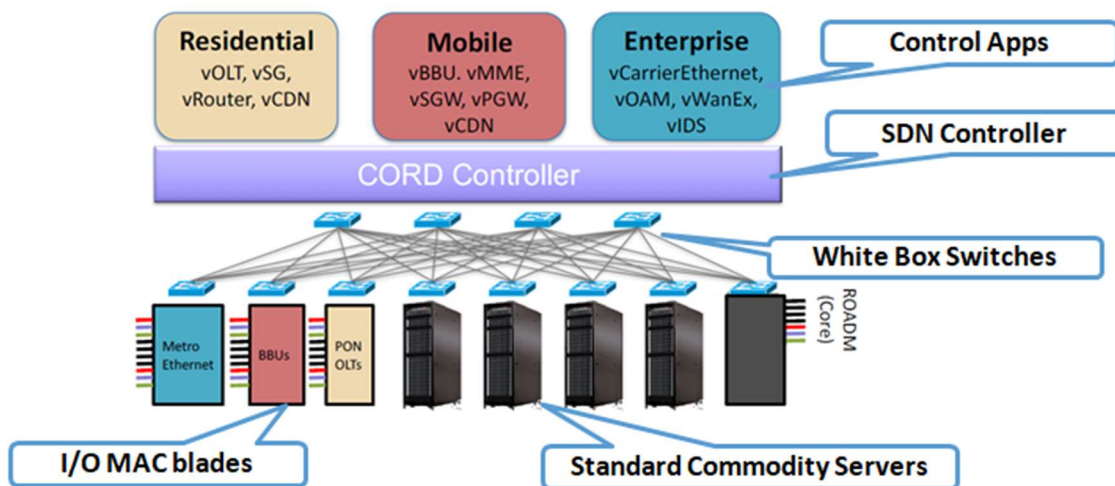 Residential
vOLT, vSG,
vRouter, vCDN
Mobile
vBBU. vMME,
vSGW, vPGW,
vCDN
Enterprise
vCarrierEthernet,
vOAM, vWanEx,
vIDS
Control Apps
SDN Controller
CORD Controller
White Box Switches
Metro
Ethernet
BBUs
PON
OLTs
ROADM
(Core)
I/O MAC blades
Standard Commodity Servers